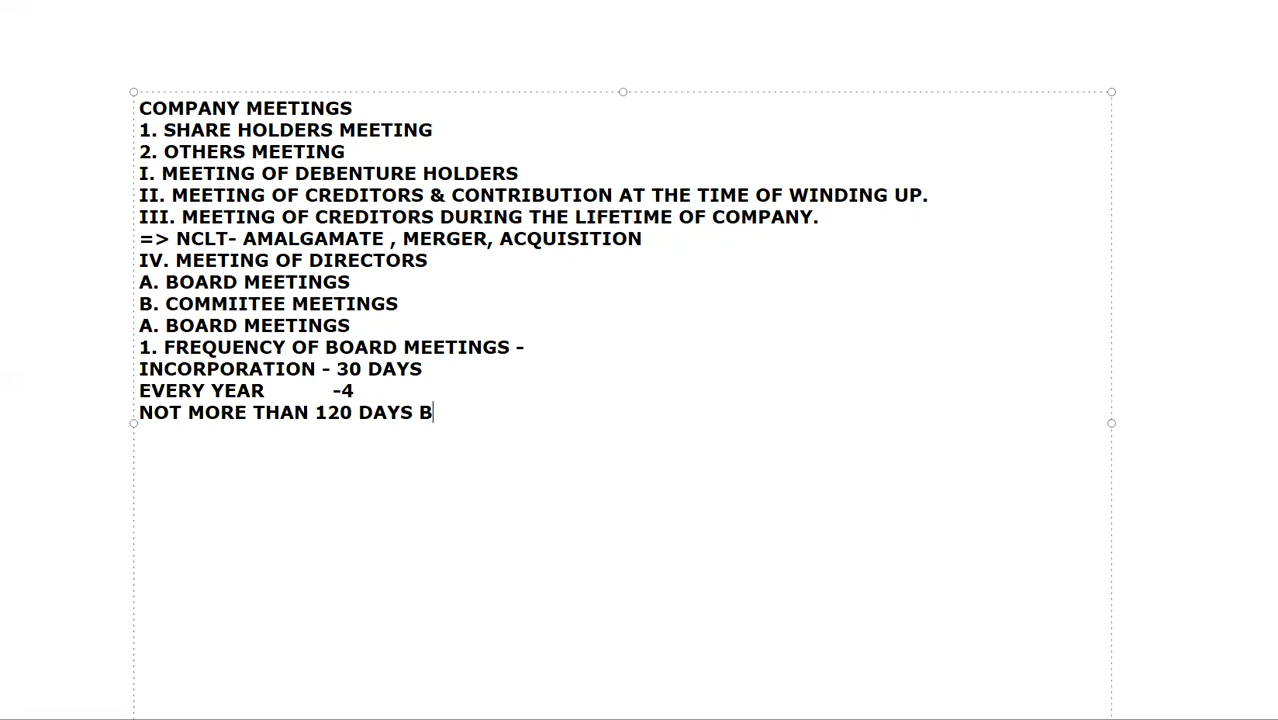 COMPANY MEETINGS
1. SHARE HOLDERS MEETING
2. OTHERS MEETING
I. MEETING OF DEBENTURE HOLDERS
II. MEETING OF CREDITORS & CONTRIBUTION AT THE TIME OF WINDING UP.
III. MEETING OF CREDITORS DURING THE LIFETIME OF COMPANY.
=> NCLT- AMALGAMATE , MERGER, ACQUISITION
IV. MEETING OF DIRECTORS
A. BOARD MEETINGS
B. COMMIITEE MEETINGS
A. BOARD MEETINGS
1. FREQUENCY OF BOARD MEETINGS -
INCORPORATION - 30 DAYS
EVERY YEAR -4
NOT MORE THAN 120 DAYS B